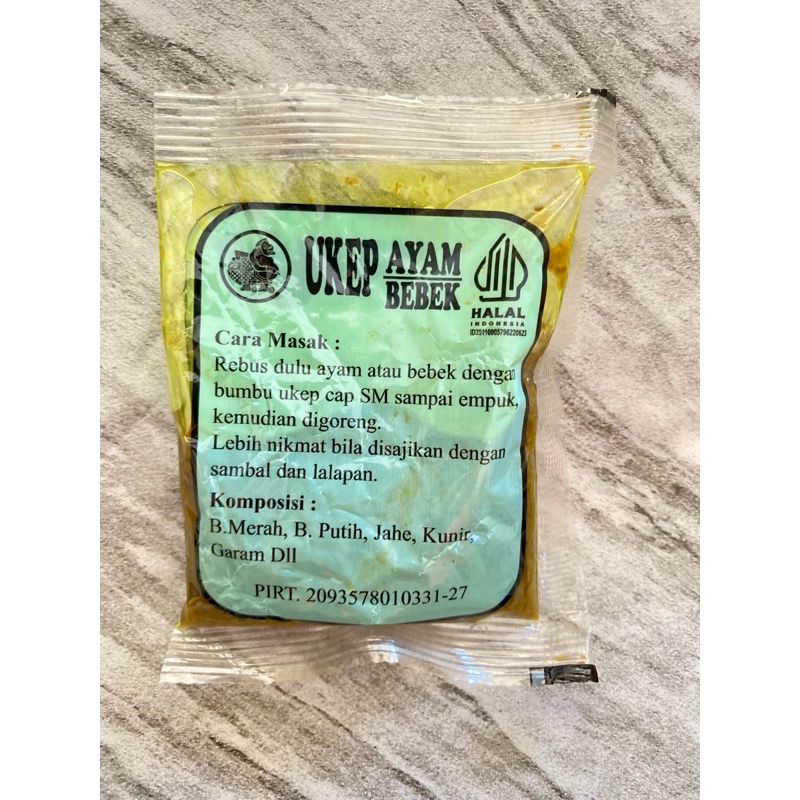 UKEP AYAM
BEBEK
HALAL
INDONESIA
Cara Masak :
Rebus dulu ayam atau bebek dengan
bumbu ukep cap SM sampai empuk,
kemudian digoreng.
Lebih nikmat bila disajikan dengan
sambal dan lalapan.
Komposisi :
B.Merah, B. Putih, Jahe, Kunir,
Garam Dll
PIRT. 2093578010331-27